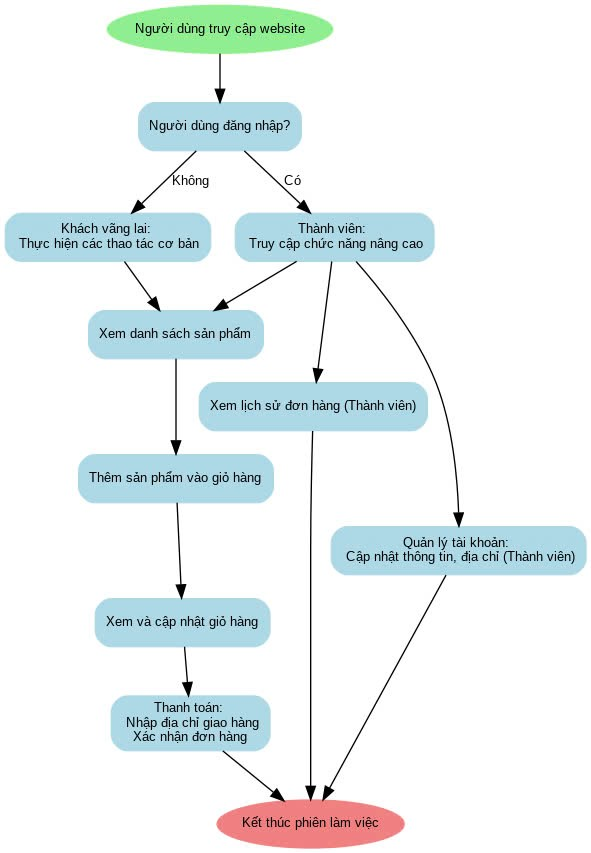 Người dùng truy cập website
Người dùng đăng nhập?
Không
Có
Khách vãng lai:
Thực hiện các thao tác cơ bản
Thành viên:
Truy cập chức năng nâng cao
Xem danh sách sản phẩm
Xem lịch sử đơn hàng (Thành viên)
Thêm sản phẩm vào giỏ hàng
Quản lý tài khoản:
Cập nhật thông tin, địa chỉ (Thành viên)
Xem và cập nhật giỏ hàng
Thanh toán:
Nhập địa chỉ giao hàng
Xác nhận đơn hàng
Kết thúc phiên làm việc